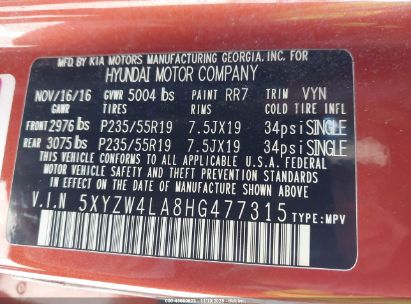 MFD. BY KIA MOTORS MANUFACTURING GEORGIA, INC. FOR
HYUNDAI MOTOR COMPANY
NOV/16/16 GVWR 5004 lbs PAINT RR7 TRIM VYN
GAWR TIRES RIMS COLD TIRE INFL
FRONT 2976 lbs P235/55R19 7.5JX19 34psi SINGLE
REAR 3075 lbs P235/55R19 7.5JX19 34psi SINGLE
THIS VEHICLE CONFORMS TO ALL APPLICABLE U.S.A. FEDERAL
MOTOR VEHICLE SAFETY STANDARDS IN EFFECT ON
THE DATE OF MANUFACTURE SHOWN ABOVE.
V.I.N 5XYZW4LA8HG477315 TYPE: MPV